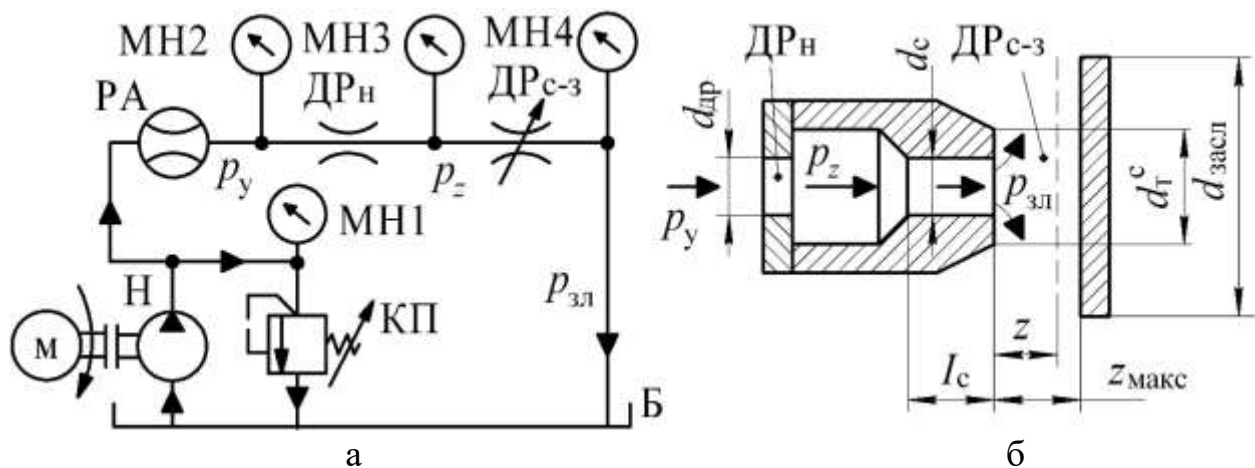 МН2
МН3
МН4
РА
ДРн
ДРс-з
pу
pz
МН1
Н
КП
pзл
м
Б
а
ДРн
dс
ДРс-з
dдр
pz
pу
pзл
dтс
dзасл
z
lс
zмакс
б